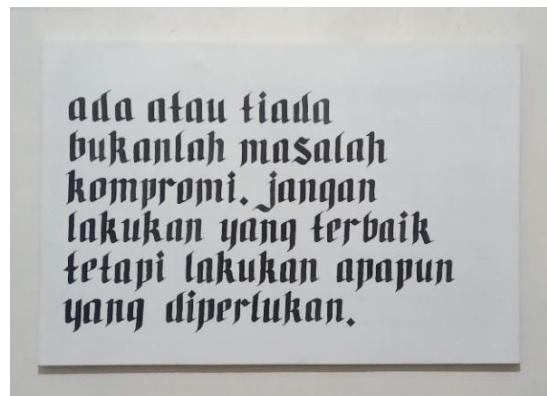 ada atau tiada
bukanlah masalah
kompromi. jangan
lakukan yang terbaik
tetapi lakukan apapun
yang diperlukan.